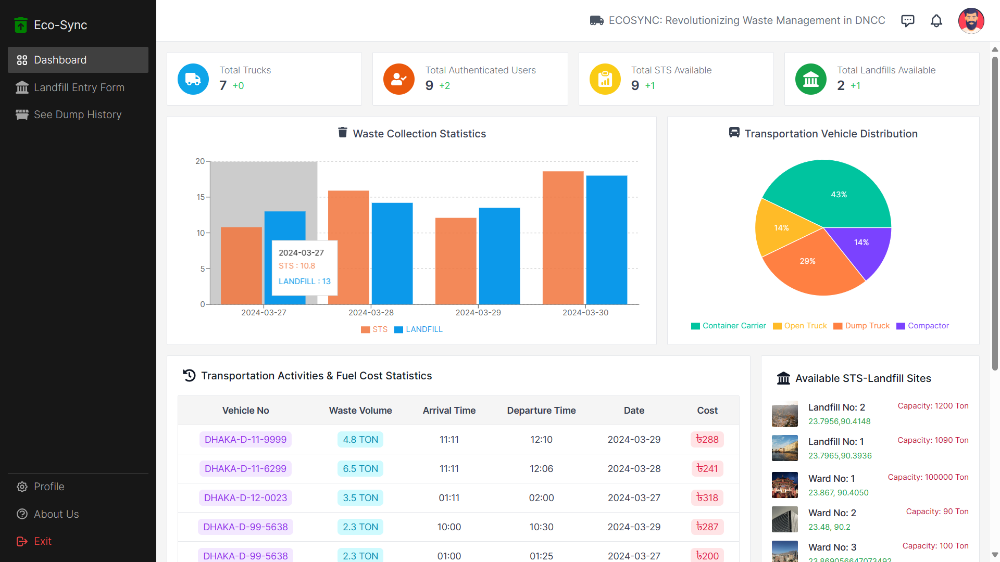 Eco-Sync
Dashboard
Landfill Entry Form
See Dump History
Profile
About Us
Exit
ECOSYNC: Revolutionizing Waste Management in DNCC
Total Trucks
7 +0
Total Authenticated Users
9 +2
Total STS Available
9 +1
Total Landfills Available
2 +1
Waste Collection Statistics
20
15
10
5
0
2024-03-27
STS : 10.8
LANDFILL : 13
2024-03-27 2024-03-28 2024-03-29 2024-03-30
STS LANDFILL
Transportation Vehicle Distribution
43%
14%
14%
29%
Container Carrier Open Truck Dump Truck Compactor
Transportation Activities & Fuel Cost Statistics
Vehicle No Waste Volume Arrival Time Departure Time Date Cost
DHAKA-D-11-9999 4.8 TON 11:11 12:10 2024-03-29 ৳288
DHAKA-D-11-6299 6.5 TON 11:11 12:06 2024-03-28 ৳241
DHAKA-D-12-0023 3.5 TON 01:11 02:00 2024-03-27 ৳318
DHAKA-D-99-5638 2.3 TON 10:00 10:30 2024-03-29 ৳287
DHAKA-D-99-5638 2.3 TON 01:00 01:25 2024-03-27 ৳200
Available STS-Landfill Sites
Landfill No: 2 Capacity: 1200 Ton
23.7956,90.4148
Landfill No: 1 Capacity: 1090 Ton
23.7965,90.3936
Ward No: 1 Capacity: 100000 Ton
23.867, 90.4050
Ward No: 2 Capacity: 90 Ton
23.48, 90.2
Ward No: 3 Capacity: 100 Ton
23.869056647073492